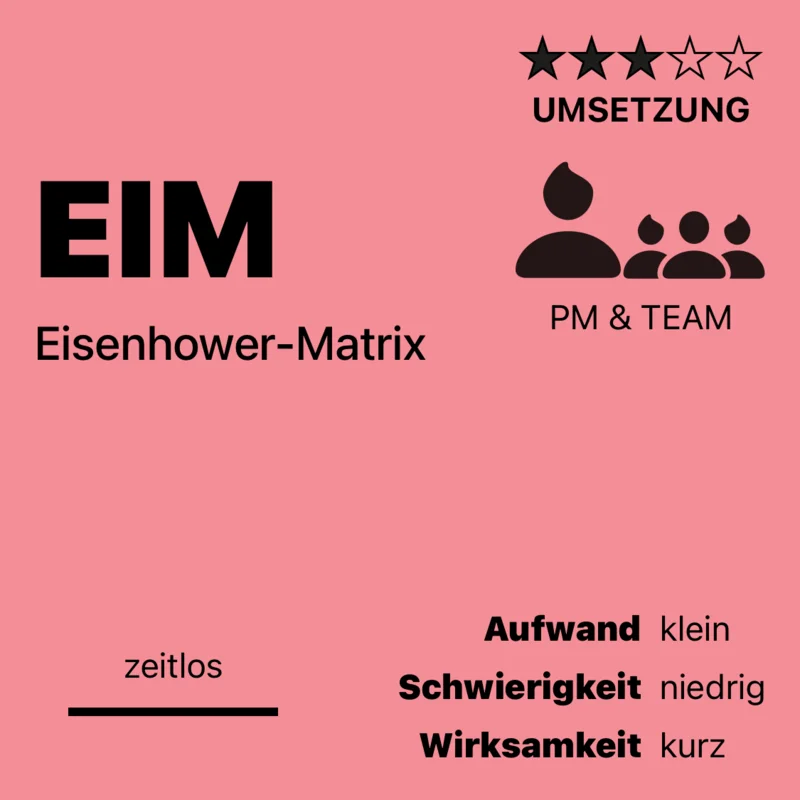 ★★★☆☆
UMSETZUNG
EIM
Eisenhower-Matrix
PM & TEAM
zeitlos
Aufwand klein
Schwierigkeit niedrig
Wirksamkeit kurz